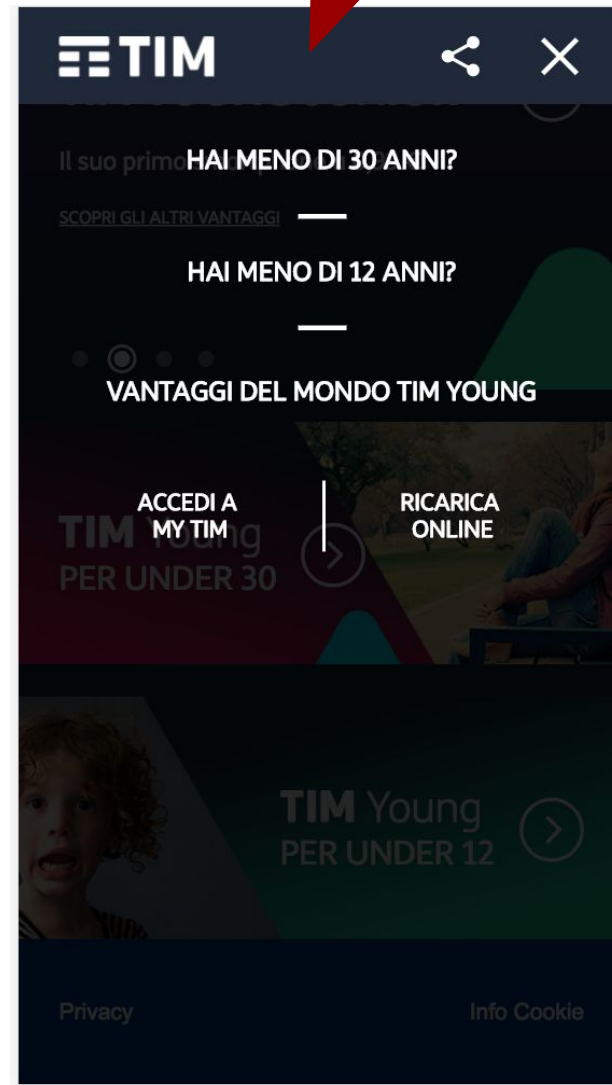 TIM
Il suo primo
HAI MENO DI 30 ANNI?
SCOPRI GLI ALTRI VANTAGGI
HAI MENO DI 12 ANNI?
VANTAGGI DEL MONDO TIM YOUNG
ACCEDI A
MY TIM
RICARICA
ONLINE
TIM Young
PER UNDER 30
TIM Young
PER UNDER 12
Privacy
Info Cookie